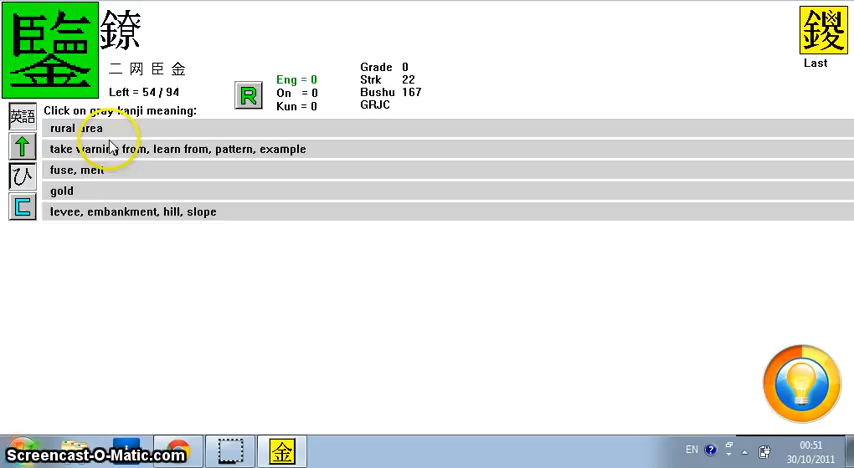 鑒 鐐
鑁
Last
二 网 臣 金
Left = 54 / 94
R
Eng = 0
On = 0
Kun = 0
Grade 0
Strk 22
Bushu 167
GRJC
英語
Click on gray kanji meaning:
rural area
take warning from, learn from, pattern, example
ひ
fuse, melt
gold
levee, embankment, hill, slope
Screencast-O-Matic.com
金
EN
00:51
30/10/2011